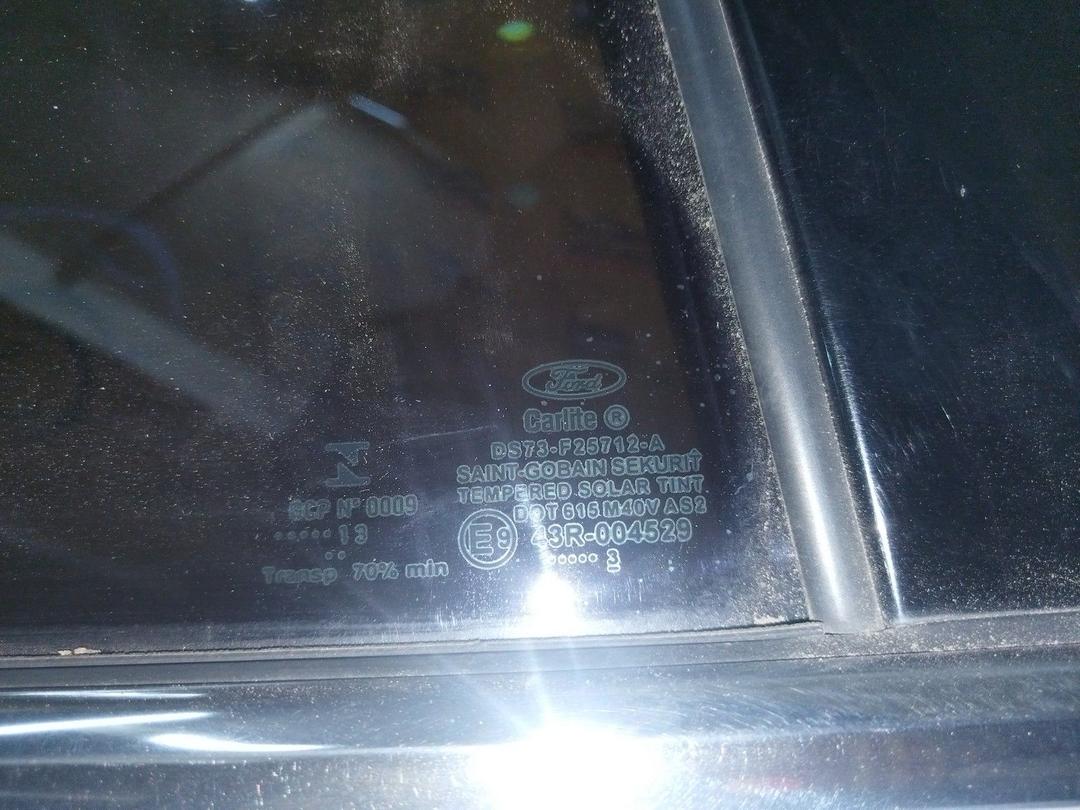 Ford
Carlite ®
DS73-F25712-A
SAINT-GOBAIN SEKURIT
TEMPERED SOLAR TINT
DOT 615 M40V AS2
E9 43R-004529
..... 3
SCP N° 0009
..... 13
..
Transp 70% min